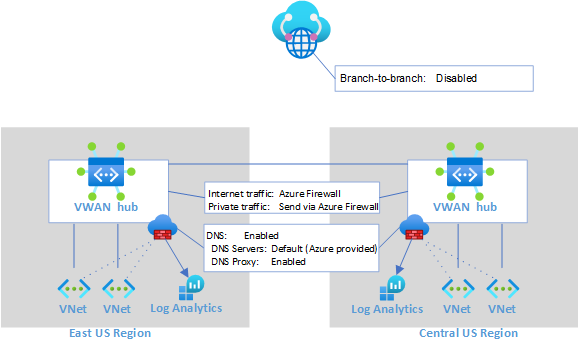 Branch-to-branch: Disabled
VWAN hub
VWAN hub
Internet traffic: Azure Firewall
Private traffic: Send via Azure Firewall
DNS: Enabled
DNS Servers: Default (Azure provided)
DNS Proxy: Enabled
VNet
VNet
Log Analytics
Log Analytics
VNet
VNet
East US Region
Central US Region